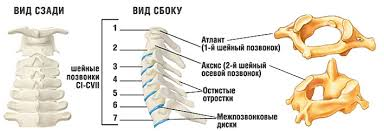 ВИД СЗАДИ
ВИД СБОКУ
шейные
позвонки
CI-CVII
1
2
3
4
5
6
7
Атлант
(1-й шейный позвонок)
Аксис (2-й шейный
осевой позвонок)
Остистые
отростки
Межпозвонковые
диски